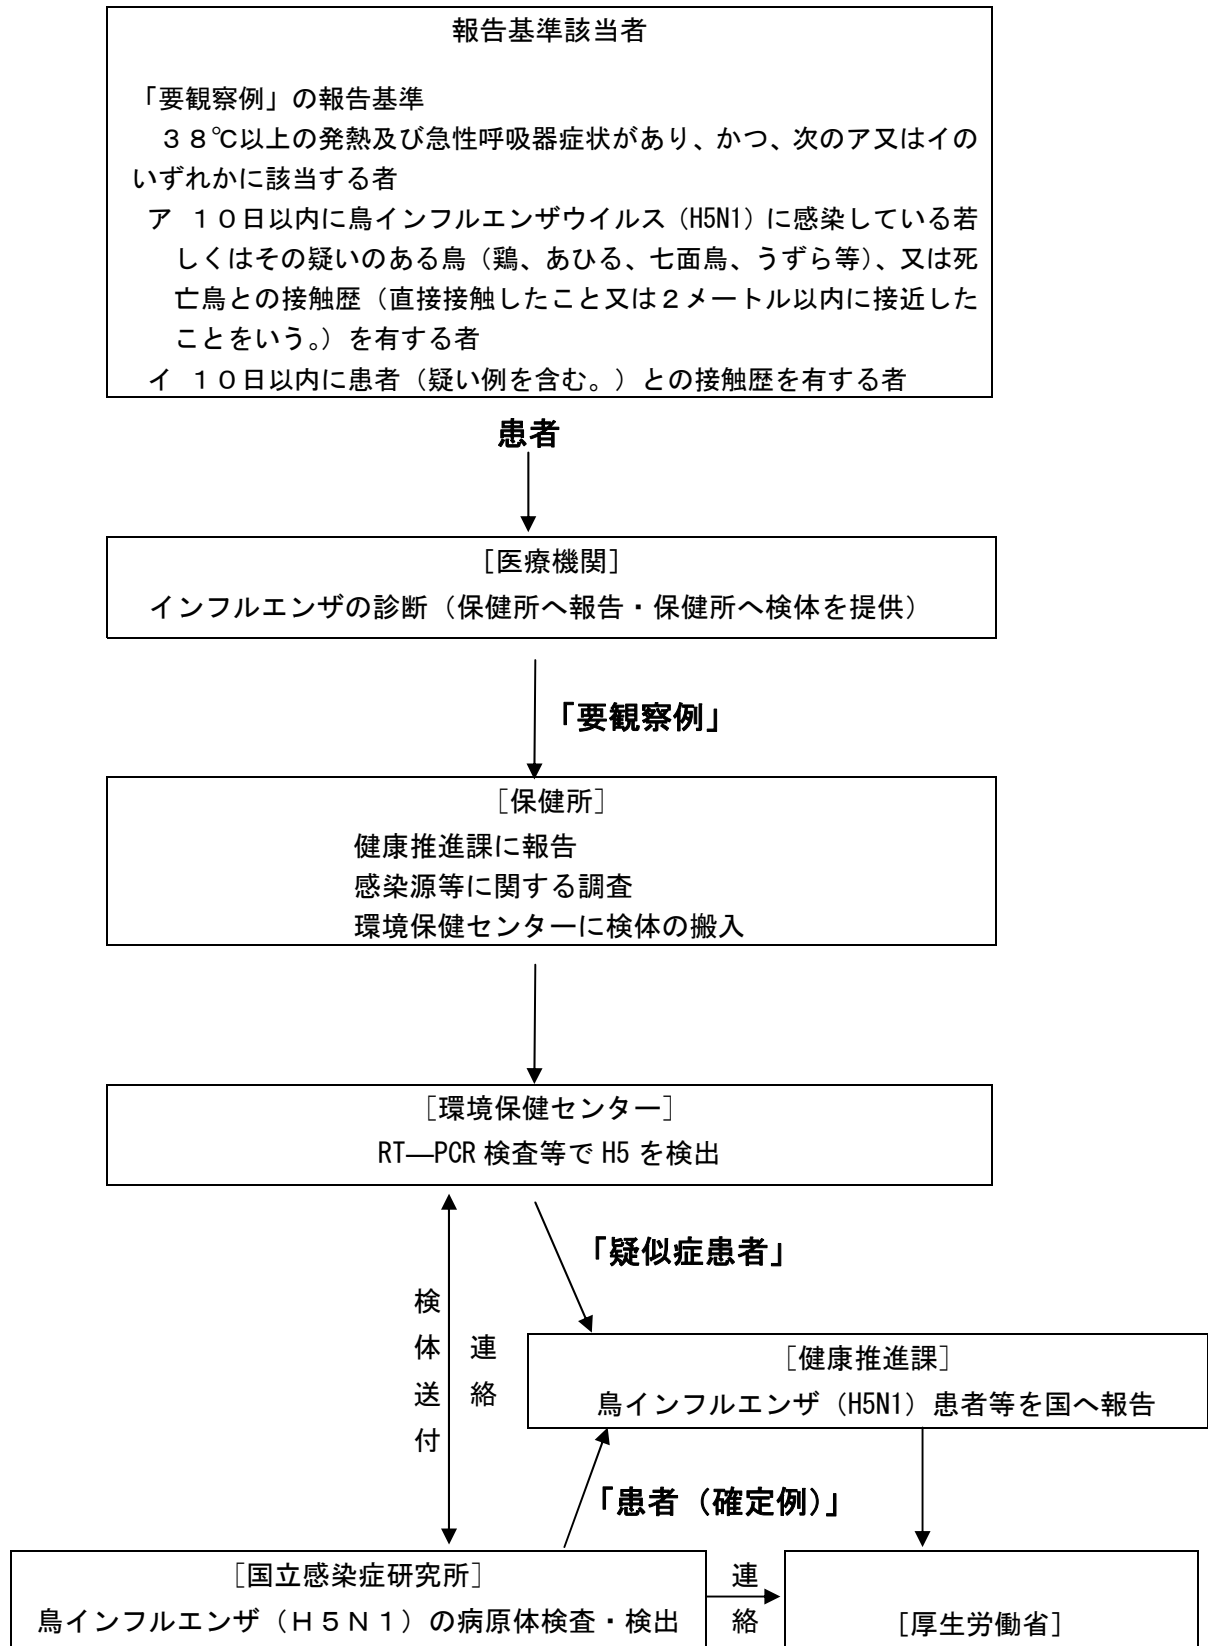 報告基準該当者
「要観察例」の報告基準
３８℃以上の発熱及び急性呼吸器症状があり、かつ、次のア又はイの
いずれかに該当する者
ア １０日以内に鳥インフルエンザウイルス（H5N1）に感染している若
しくはその疑いのある鳥（鶏、あひる、七面鳥、うずら等）、又は死
亡鳥との接触歴（直接接触したこと又は２メートル以内に接近した
ことをいう。）を有する者
イ １０日以内に患者（疑い例を含む。）との接触歴を有する者
患者
［医療機関］
インフルエンザの診断（保健所へ報告・保健所へ検体を提供）
「要観察例」
［保健所］
健康推進課に報告
感染源等に関する調査
環境保健センターに検体の搬入
［環境保健センター］
RT―PCR 検査等で H5 を検出
「疑似症患者」
検体送付
連絡
［健康推進課］
鳥インフルエンザ（H5N1）患者等を国へ報告
「患者（確定例）」
［国立感染症研究所］
鳥インフルエンザ（Ｈ５Ｎ１）の病原体検査・検出
連絡
［厚生労働省］